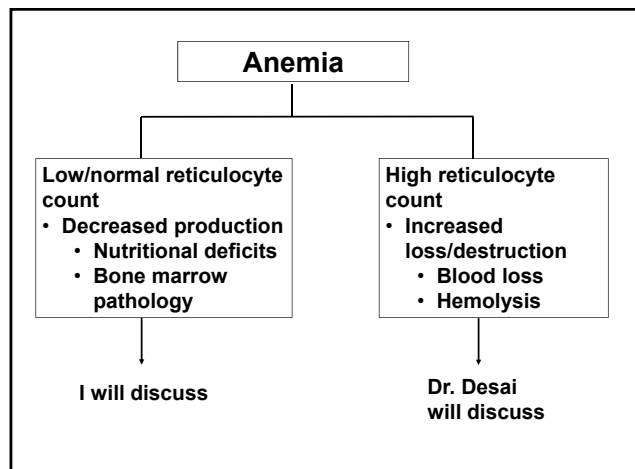 Anemia
Low/normal reticulocyte
count
• Decreased production
• Nutritional deficits
• Bone marrow
pathology
I will discuss
High reticulocyte
count
• Increased
loss/destruction
• Blood loss
• Hemolysis
Dr. Desai
will discuss